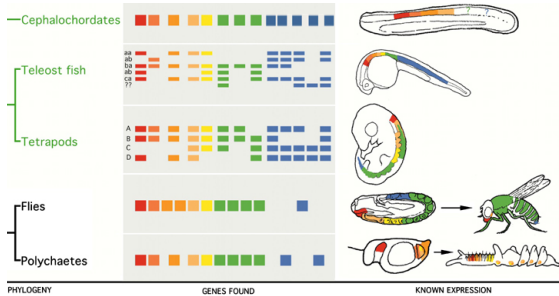 Cephalochordates
aa
ab
Teleost fish
ba
ab
ca
??
A
Tetrapods
B
C
D
Flies
Polychaetes
PHYLOGENY
GENES FOUND
KNOWN EXPRESSION